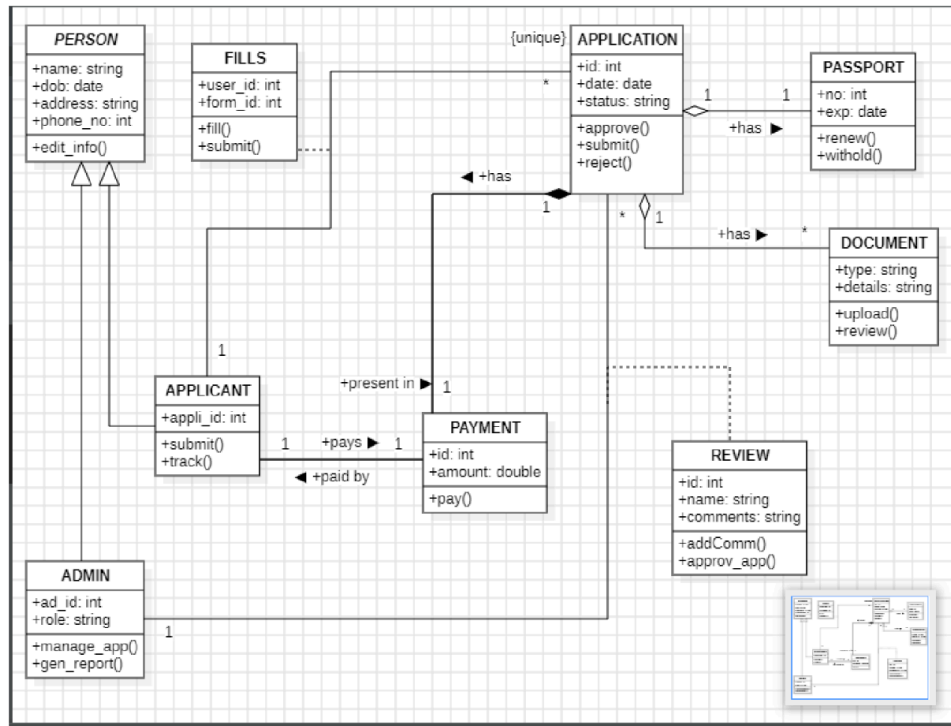 PERSON
+name: string
+dob: date
+address: string
+phone_no: int
+edit_info()
FILLS
+user_id: int
+form_id: int
+fill()
+submit()
{unique}
*
APPLICATION
+id: int
+date: date
+status: string
+approve()
+submit()
+reject()
1
1
+has ►
PASSPORT
+no: int
+exp: date
+renew()
+withold()
◄ +has
1
*
1
+has ►
*
DOCUMENT
+type: string
+details: string
+upload()
+review()
1
APPLICANT
+appli_id: int
+submit()
+track()
+present in ►
1
1
+pays ►
1
◄ +paid by
PAYMENT
+id: int
+amount: double
+pay()
REVIEW
+id: int
+name: string
+comments: string
+addComm()
+approv_app()
ADMIN
+ad_id: int
+role: string
+manage_app()
+gen_report()
1